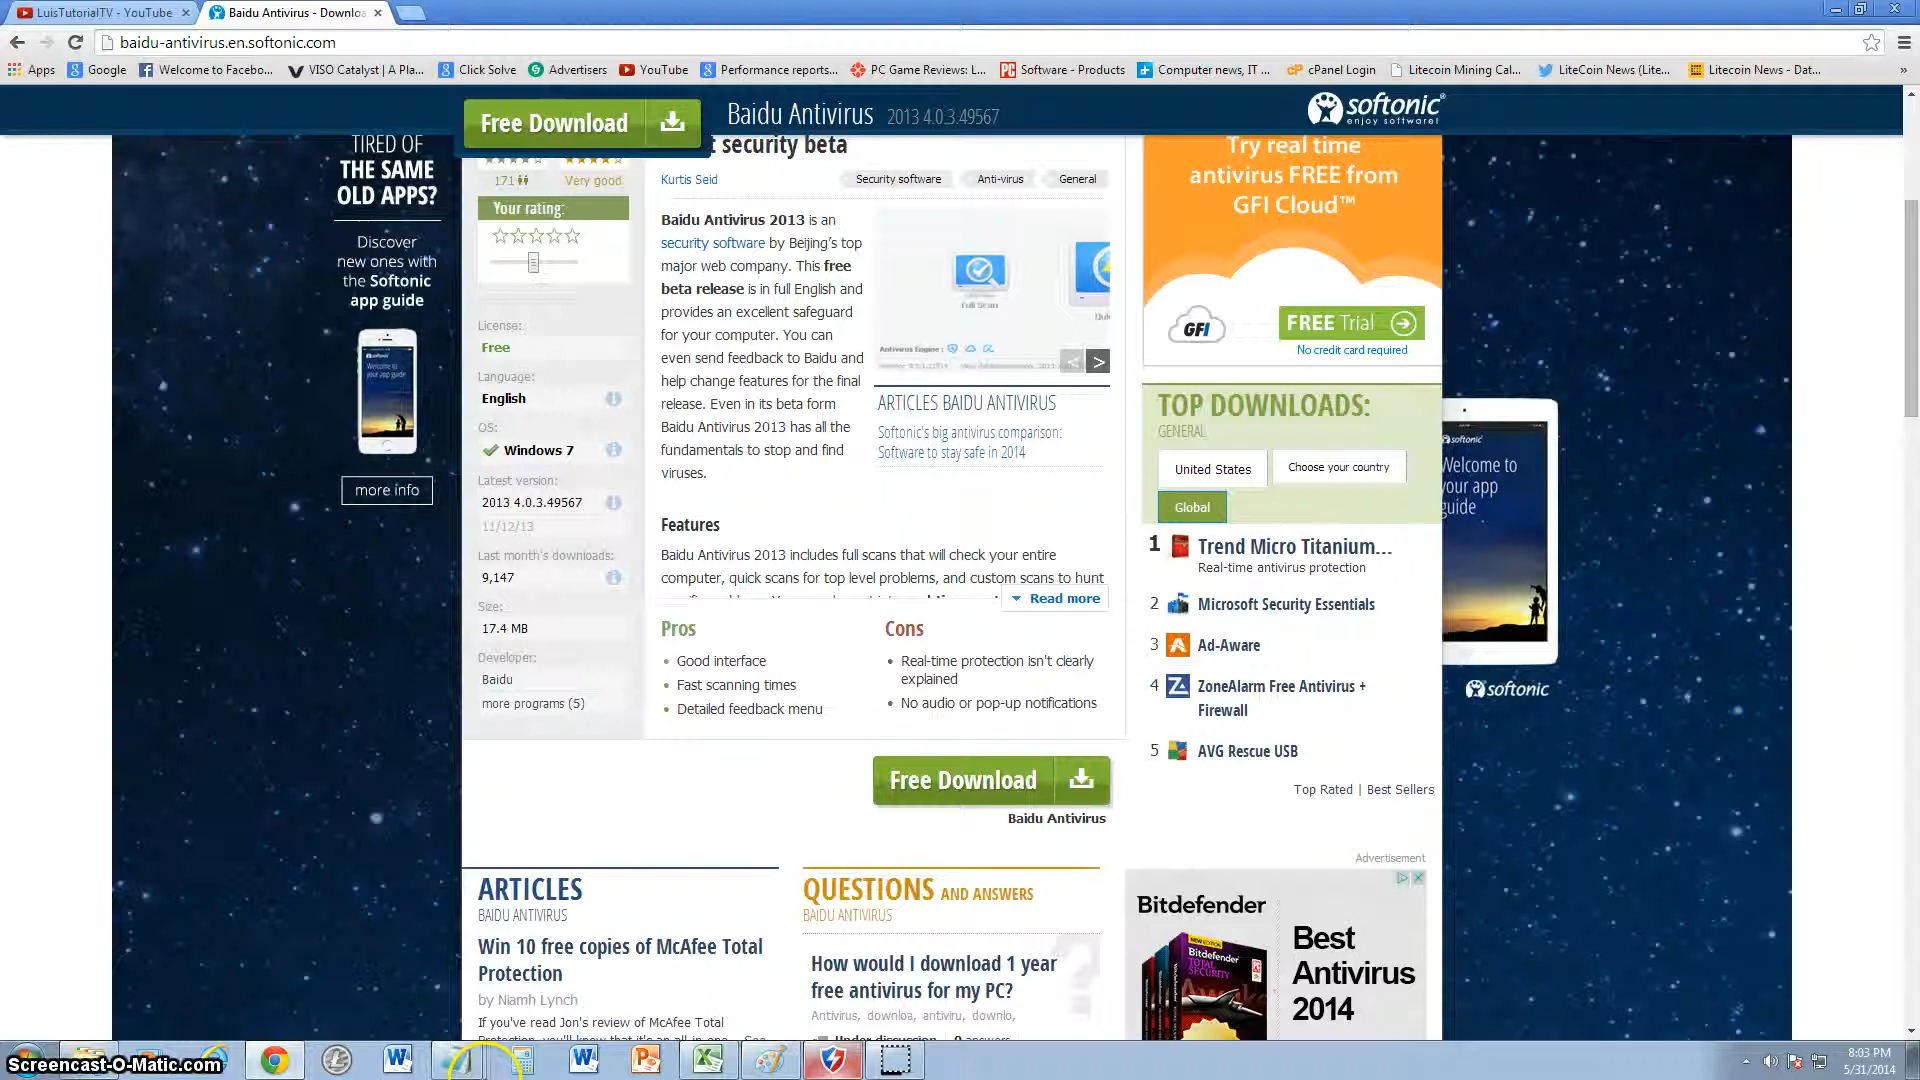 LuisTutorialTV - YouTube
Baidu Antivirus - Downloa
baidu-antivirus.en.softonic.com
Apps
Google
Welcome to Facebo...
VISO Catalyst | A Pla...
Click Solve
Advertisers
YouTube
Performance reports...
PC Game Reviews: L...
Software - Products
Computer news, IT ...
cPanel Login
Litecoin Mining Cal...
LiteCoin News (Lite...
Litecoin News - Dat...
»
Free Download
Baidu Antivirus 2013 4.0.3.49567
softonic
enjoy software!
TIRED OF
THE SAME
OLD APPS?
Discover
new ones with
the Softonic
app guide
more info
security beta
171
Very good
Kurtis Seid
Security software
Anti-virus
General
Your rating:
License:
Free
Language:
English
OS:
Windows 7
Latest version:
2013 4.0.3.49567
11/12/13
Last month's downloads:
9,147
Size:
17.4 MB
Developer:
Baidu
more programs (5)
Baidu Antivirus 2013 is an
security software by Beijing's top
major web company. This free
beta release is in full English and
provides an excellent safeguard
for your computer. You can
even send feedback to Baidu and
help change features for the final
release. Even in its beta form
Baidu Antivirus 2013 has all the
fundamentals to stop and find
viruses.
Full Scan
Antivirus Engine :
< >
ARTICLES BAIDU ANTIVIRUS
Softonic's big antivirus comparison:
Software to stay safe in 2014
Features
Baidu Antivirus 2013 includes full scans that will check your entire
computer, quick scans for top level problems, and custom scans to hunt
Read more
Pros
Good interface
Fast scanning times
Detailed feedback menu
Cons
Real-time protection isn't clearly
explained
No audio or pop-up notifications
Free Download
Baidu Antivirus
Try real time
antivirus FREE from
GFI Cloud™
GFI
FREE Trial
No credit card required
TOP DOWNLOADS:
GENERAL
United States
Choose your country
Global
1 Trend Micro Titanium...
Real-time antivirus protection
2 Microsoft Security Essentials
3 Ad-Aware
4 ZoneAlarm Free Antivirus +
Firewall
5 AVG Rescue USB
Top Rated | Best Sellers
softonic
Welcome to
your app
guide
softonic
Advertisement
Bitdefender
Best
Antivirus
2014
ARTICLES
BAIDU ANTIVIRUS
Win 10 free copies of McAfee Total
Protection
by Niamh Lynch
If you've read Jon's review of McAfee Total
QUESTIONS AND ANSWERS
BAIDU ANTIVIRUS
How would I download 1 year
free antivirus for my PC?
Antivirus, downloa, antiviru, downlo,
Screencast-O-Matic.com
8:03 PM
5/31/2014